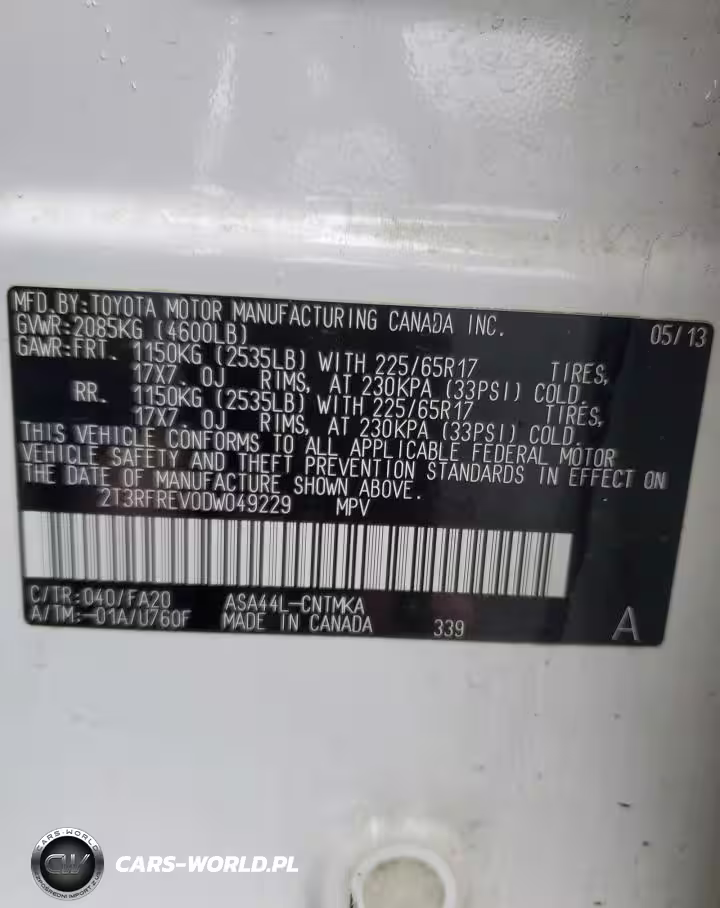 MFD.BY:TOYOTA MOTOR MANUFACTURING CANADA INC. 05/13
GVWR:2085KG (4600LB)
GAWR:FRT. 1150KG (2535LB) WITH 225/65R17 TIRES,
17X7.0J RIMS, AT 230KPA (33PSI) COLD.
RR. 1150KG (2535LB) WITH 225/65R17 TIRES,
17X7.0J RIMS, AT 230KPA (33PSI) COLD.
THIS VEHICLE CONFORMS TO ALL APPLICABLE FEDERAL MOTOR
VEHICLE SAFETY AND THEFT PREVENTION STANDARDS IN EFFECT ON
THE DATE OF MANUFACTURE SHOWN ABOVE.
2T3RFREV0DW049229 MPV
C/TR:040/FA20 ASA44L-CNTMKA
A/TM:-01A/U760F MADE IN CANADA 339 A
CARS-WORLD
CW
CARS-WORLD.PL